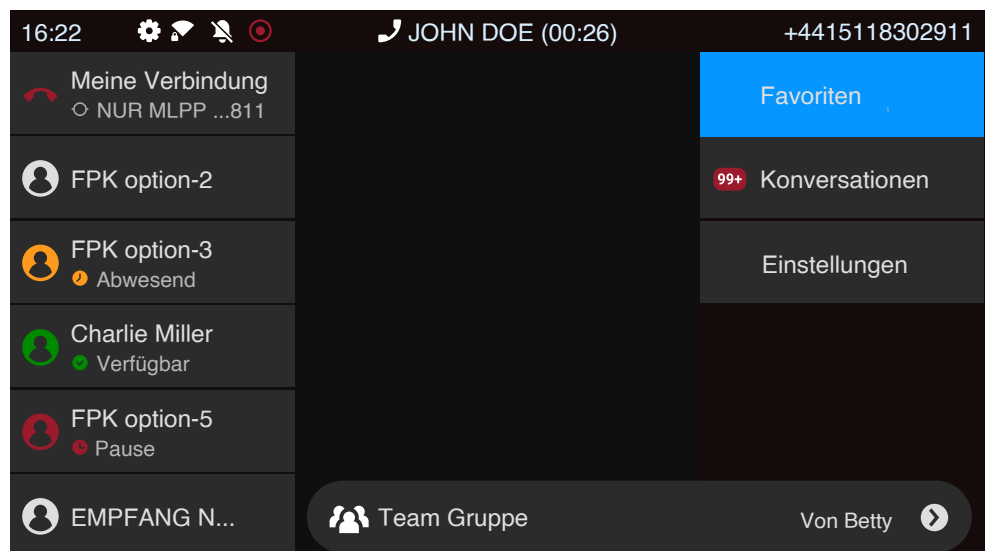 16:22
JOHN DOE (00:26)
+4415118302911
Meine Verbindung
NUR MLPP ...811
FPK option-2
FPK option-3
Abwesend
Charlie Miller
Verfügbar
FPK option-5
Pause
EMPFANG N...
Favoriten
99+ Konversationen
Einstellungen
Team Gruppe
Von Betty